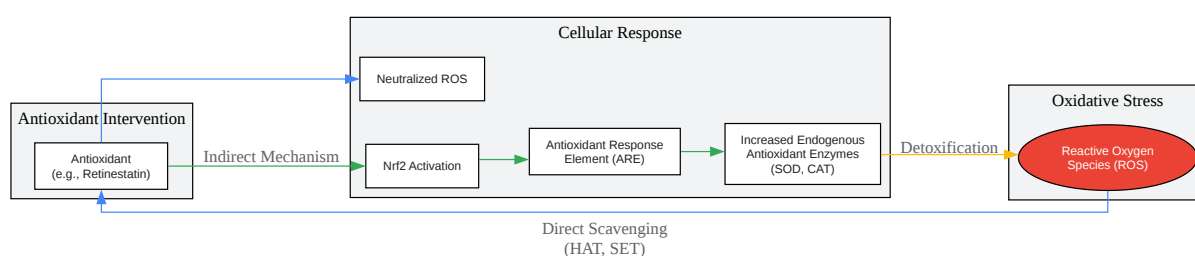 Cellular Response
Neutralized ROS
Antioxidant Intervention
Antioxidant
(e.g., Retinestatin)
Indirect Mechanism
Nrf2 Activation
Antioxidant Response
Element (ARE)
Increased Endogenous
Antioxidant Enzymes
(SOD, CAT)
Detoxification
Oxidative Stress
Reactive Oxygen
Species (ROS)
Direct Scavenging
(HAT, SET)